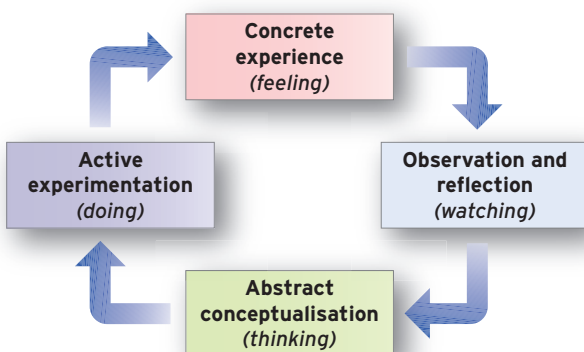 Concrete
experience
(feeling)
Active
experimentation
(doing)
Observation and
reflection
(watching)
Abstract
conceptualisation
(thinking)